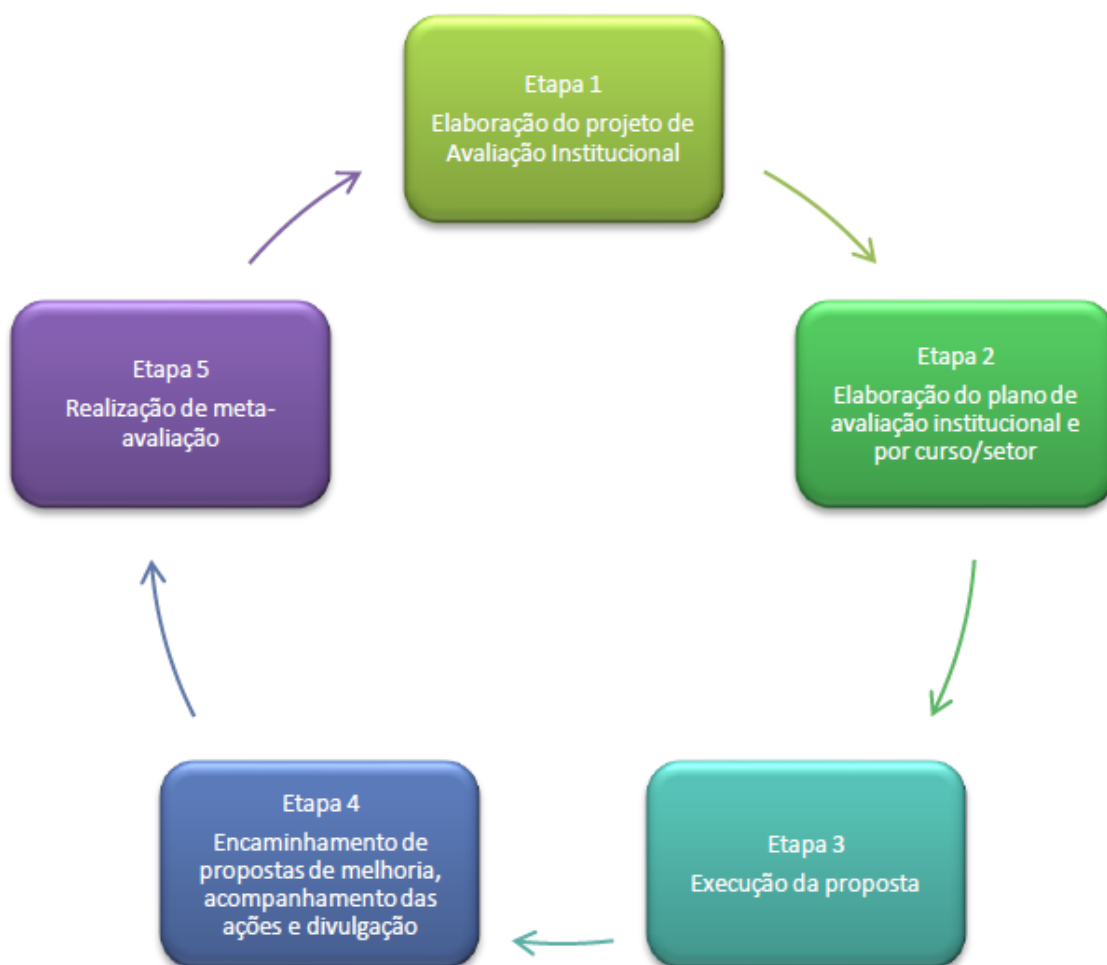 Etapa 1
Elaboração do projeto de
Avaliação Institucional
Etapa 2
Elaboração do plano de
avaliação institucional e
por curso/setor
Etapa 3
Execução da proposta
Etapa 4
Encaminhamento de
propostas de melhoria,
acompanhamento das
ações e divulgação
Etapa 5
Realização de meta-
avaliação